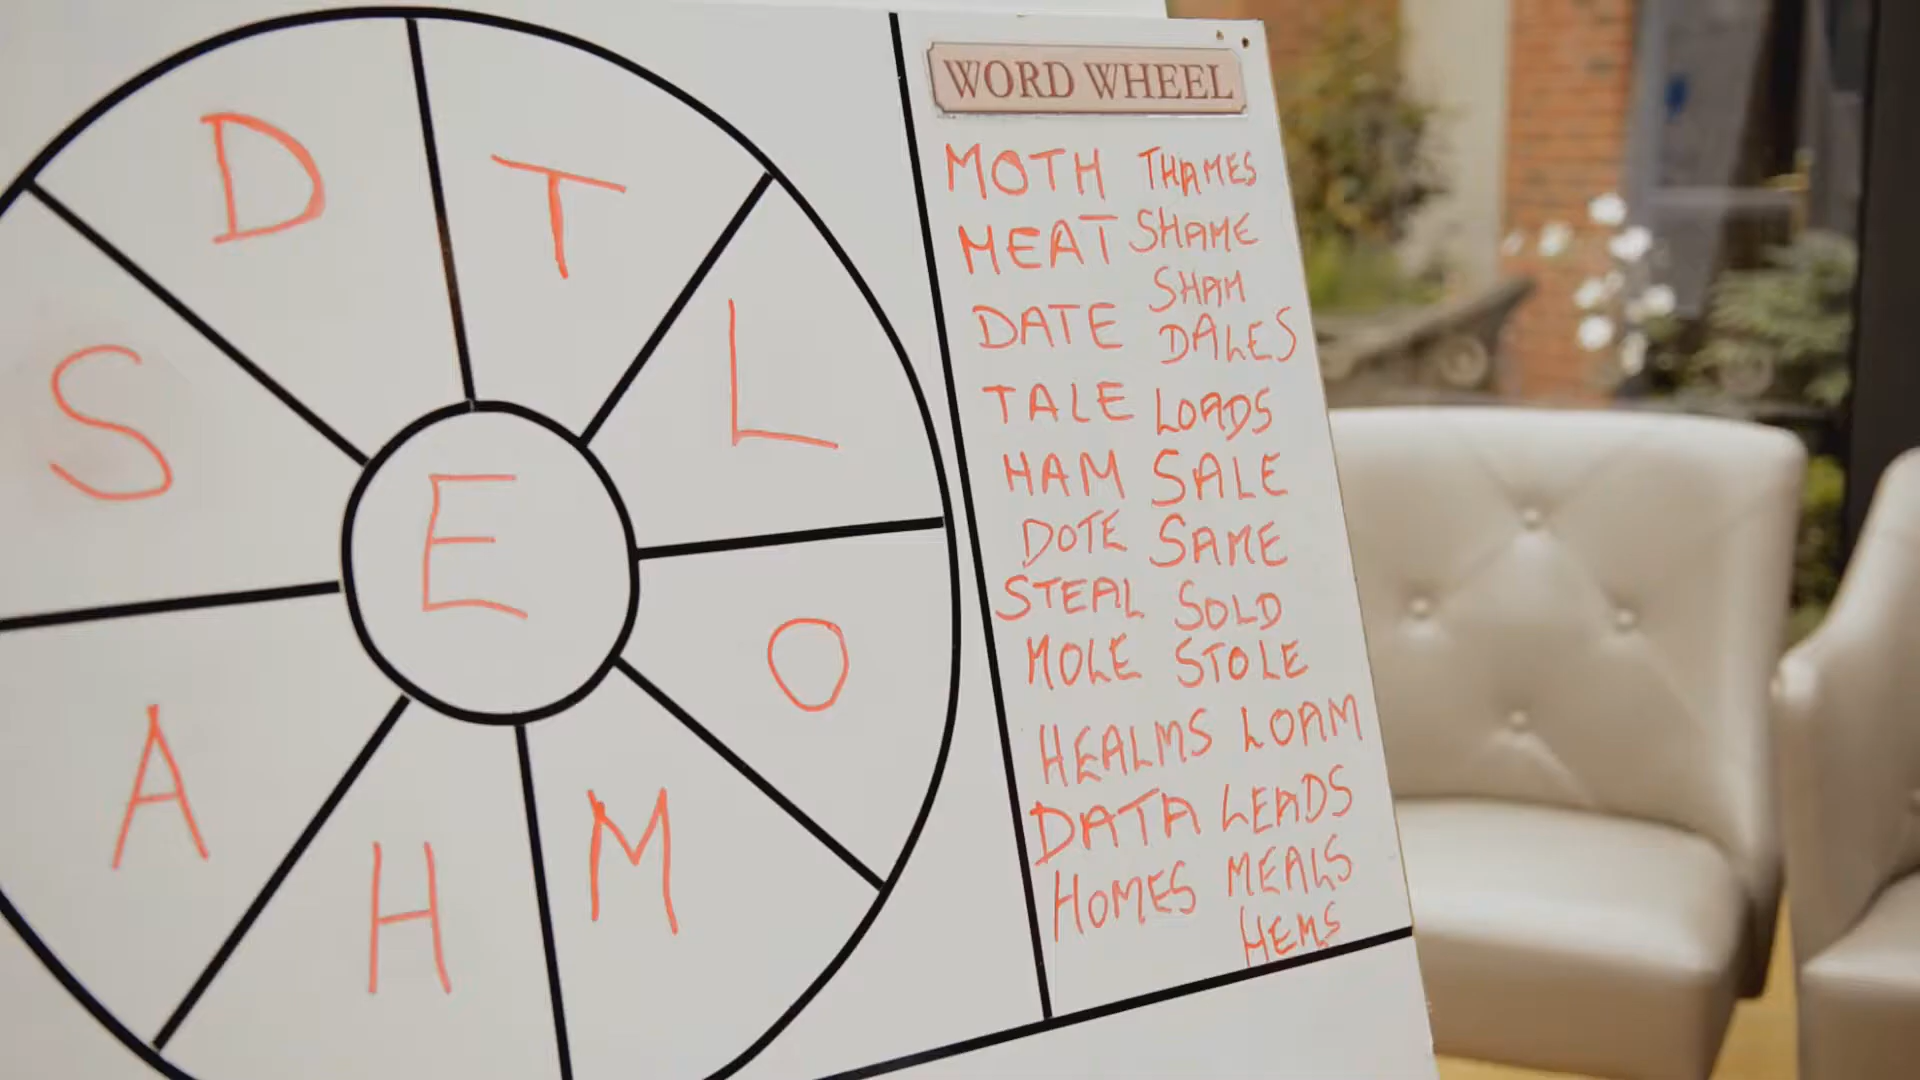 WORD WHEEL
D
T
S
L
E
O
A
H
M
MOTH THAMES
MEAT SHAME
SHAM
DATE DALES
TALE LOADS
HAM SALE
DOTE SAME
STEAL SOLD
MOLE STOLE
HEALMS LOAM
DATA LEADS
HOMES MEALS
HEMS